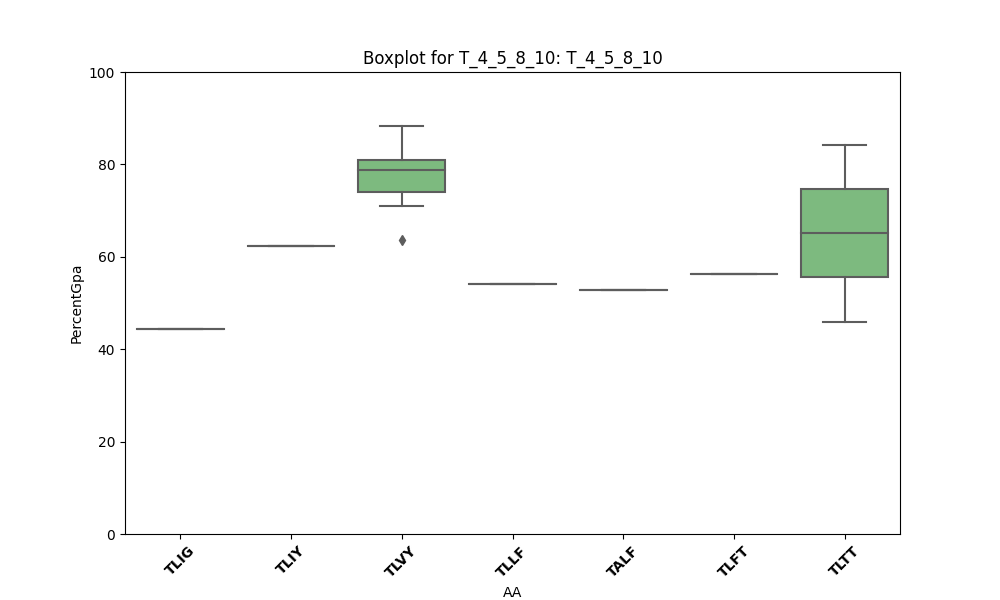 Boxplot for T_4_5_8_10: T_4_5_8_10
100
80
60
40
20
0
PercentGpa
TLIG
TLIY
TLVY
TLLF
TALF
TLFT
TLTT
AA